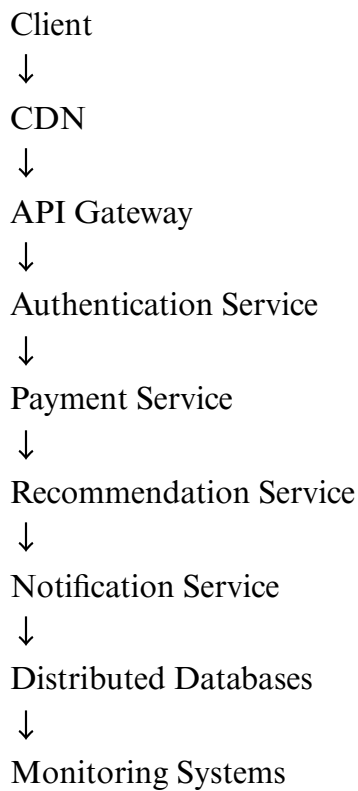 Client
↓
CDN
↓
API Gateway
↓
Authentication Service
↓
Payment Service
↓
Recommendation Service
↓
Notification Service
↓
Distributed Databases
↓
Monitoring Systems